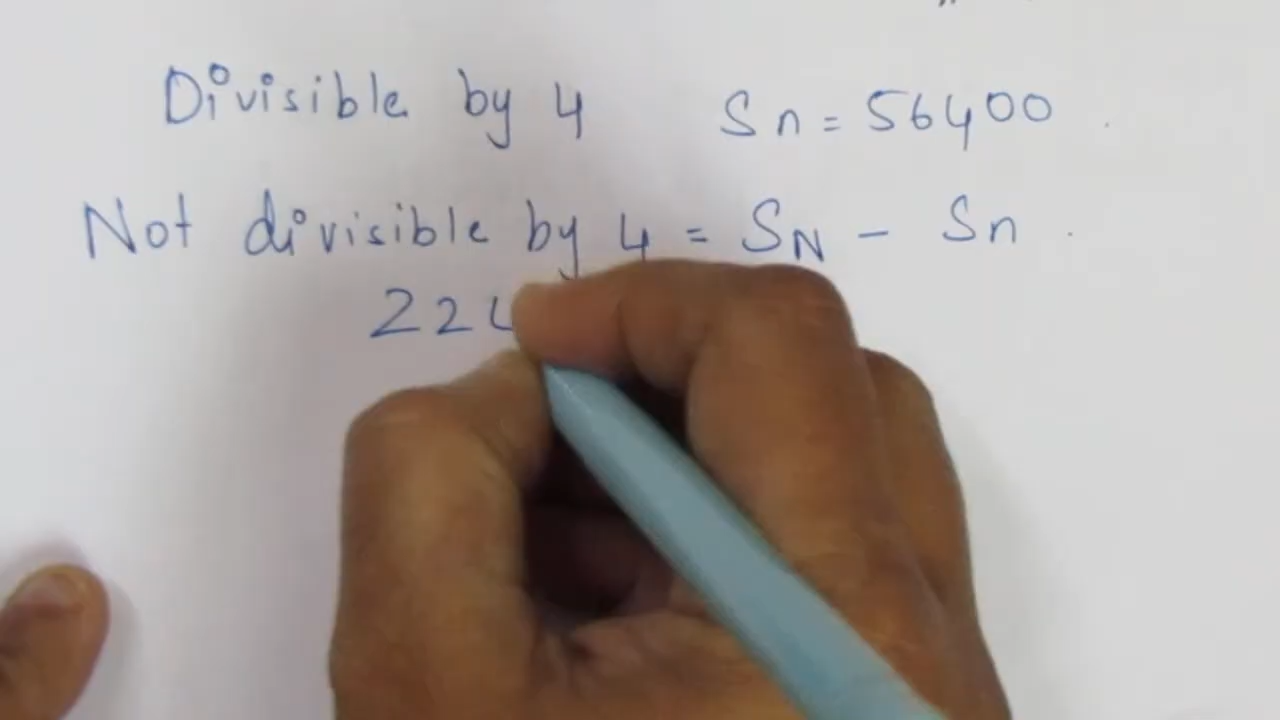 Divisible by 4 Sn = 56400
Not divisible by 4 = SN - Sn
22